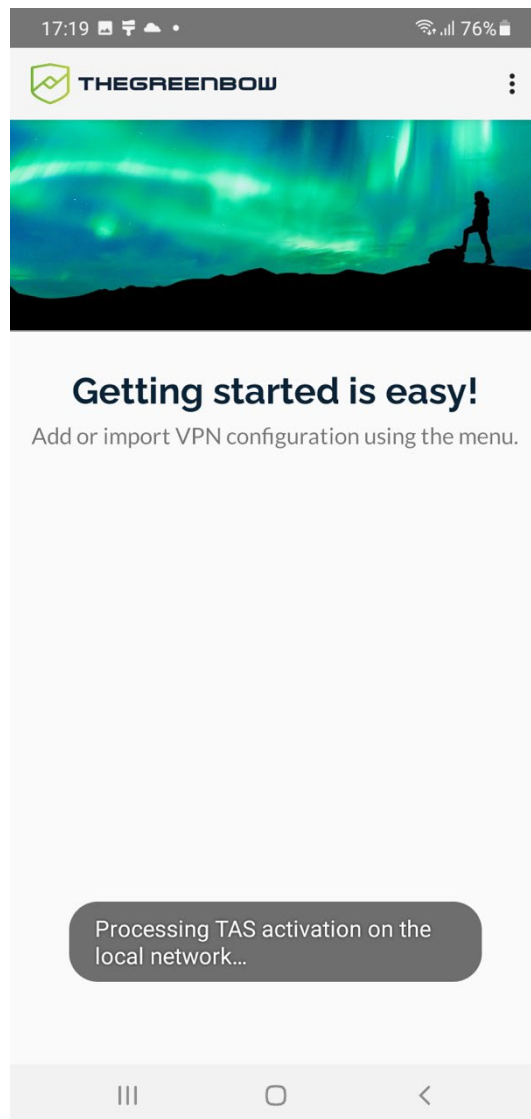 17:19
76%
THEGREENBOW
Getting started is easy!
Add or import VPN configuration using the menu.
Processing TAS activation on the
local network...